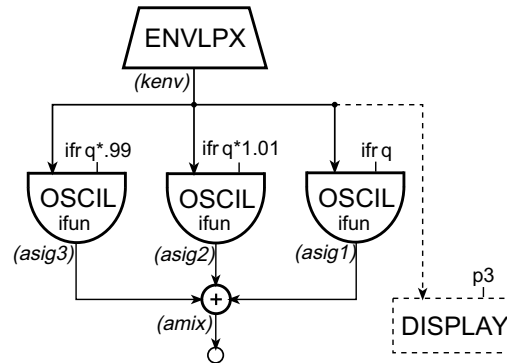 ENVLPX
(kenv)
ifrq*.99 ifrq*1.01 ifrq
OSCIL OSCIL OSCIL
ifun ifun ifun
(asig3) (asig2) (asig1)
+
p3
(amix)
DISPLAY